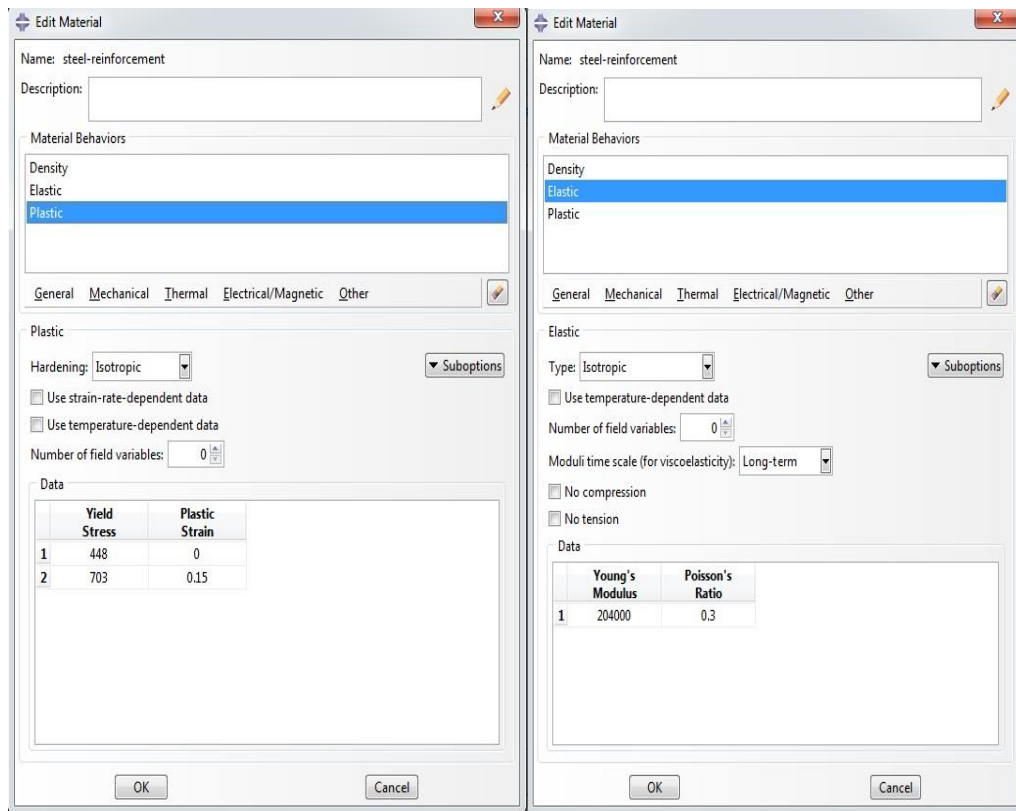 Edit Material
X
Name: steel-reinforcement
Description:
Material Behaviors
Density
Elastic
Plastic
General Mechanical Thermal Electrical/Magnetic Other
Plastic
Hardening: Isotropic
Suboptions
Use strain-rate-dependent data
Use temperature-dependent data
Number of field variables: 0
Data
Yield Stress Plastic Strain
1 448 0
2 703 0.15
OK Cancel
Edit Material
X
Name: steel-reinforcement
Description:
Material Behaviors
Density
Elastic
Plastic
General Mechanical Thermal Electrical/Magnetic Other
Elastic
Type: Isotropic
Suboptions
Use temperature-dependent data
Number of field variables: 0
Moduli time scale (for viscoelasticity): Long-term
No compression
No tension
Data
Young's Modulus Poisson's Ratio
1 204000 0.3
OK Cancel